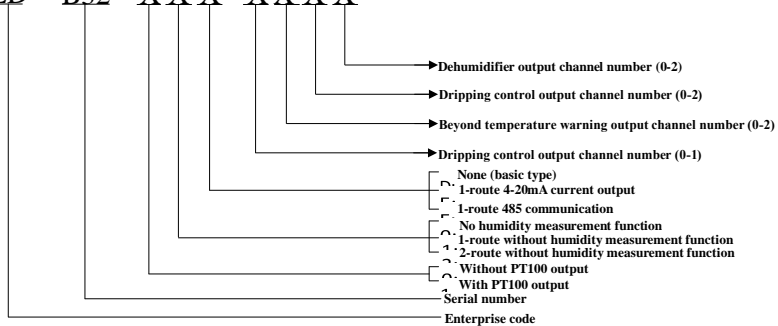 Dehumidifier output channel number (0-2)
Dripping control output channel number (0-2)
Beyond temperature warning output channel number (0-2)
Dripping control output channel number (0-1)
None (basic type)
1-route 4-20mA current output
1-route 485 communication
No humidity measurement function
1-route without humidity measurement function
2-route without humidity measurement function
Without PT100 output
With PT100 output
Serial number
Enterprise code